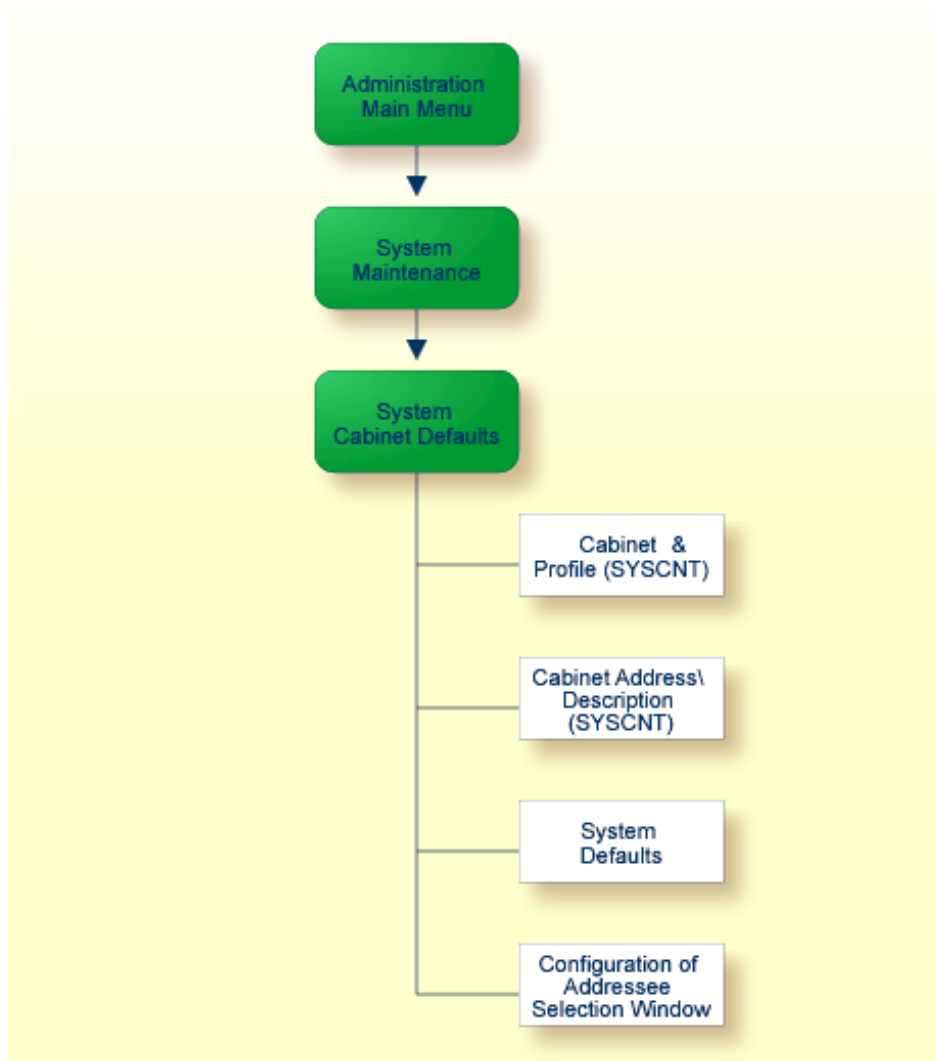 Administration
Main Menu
System
Maintenance
System
Cabinet Defaults
Cabinet &
Profile (SYSCNT)
Cabinet Address\
Description
(SYSCNT)
System
Defaults
Configuration of
Addressee
Selection Window